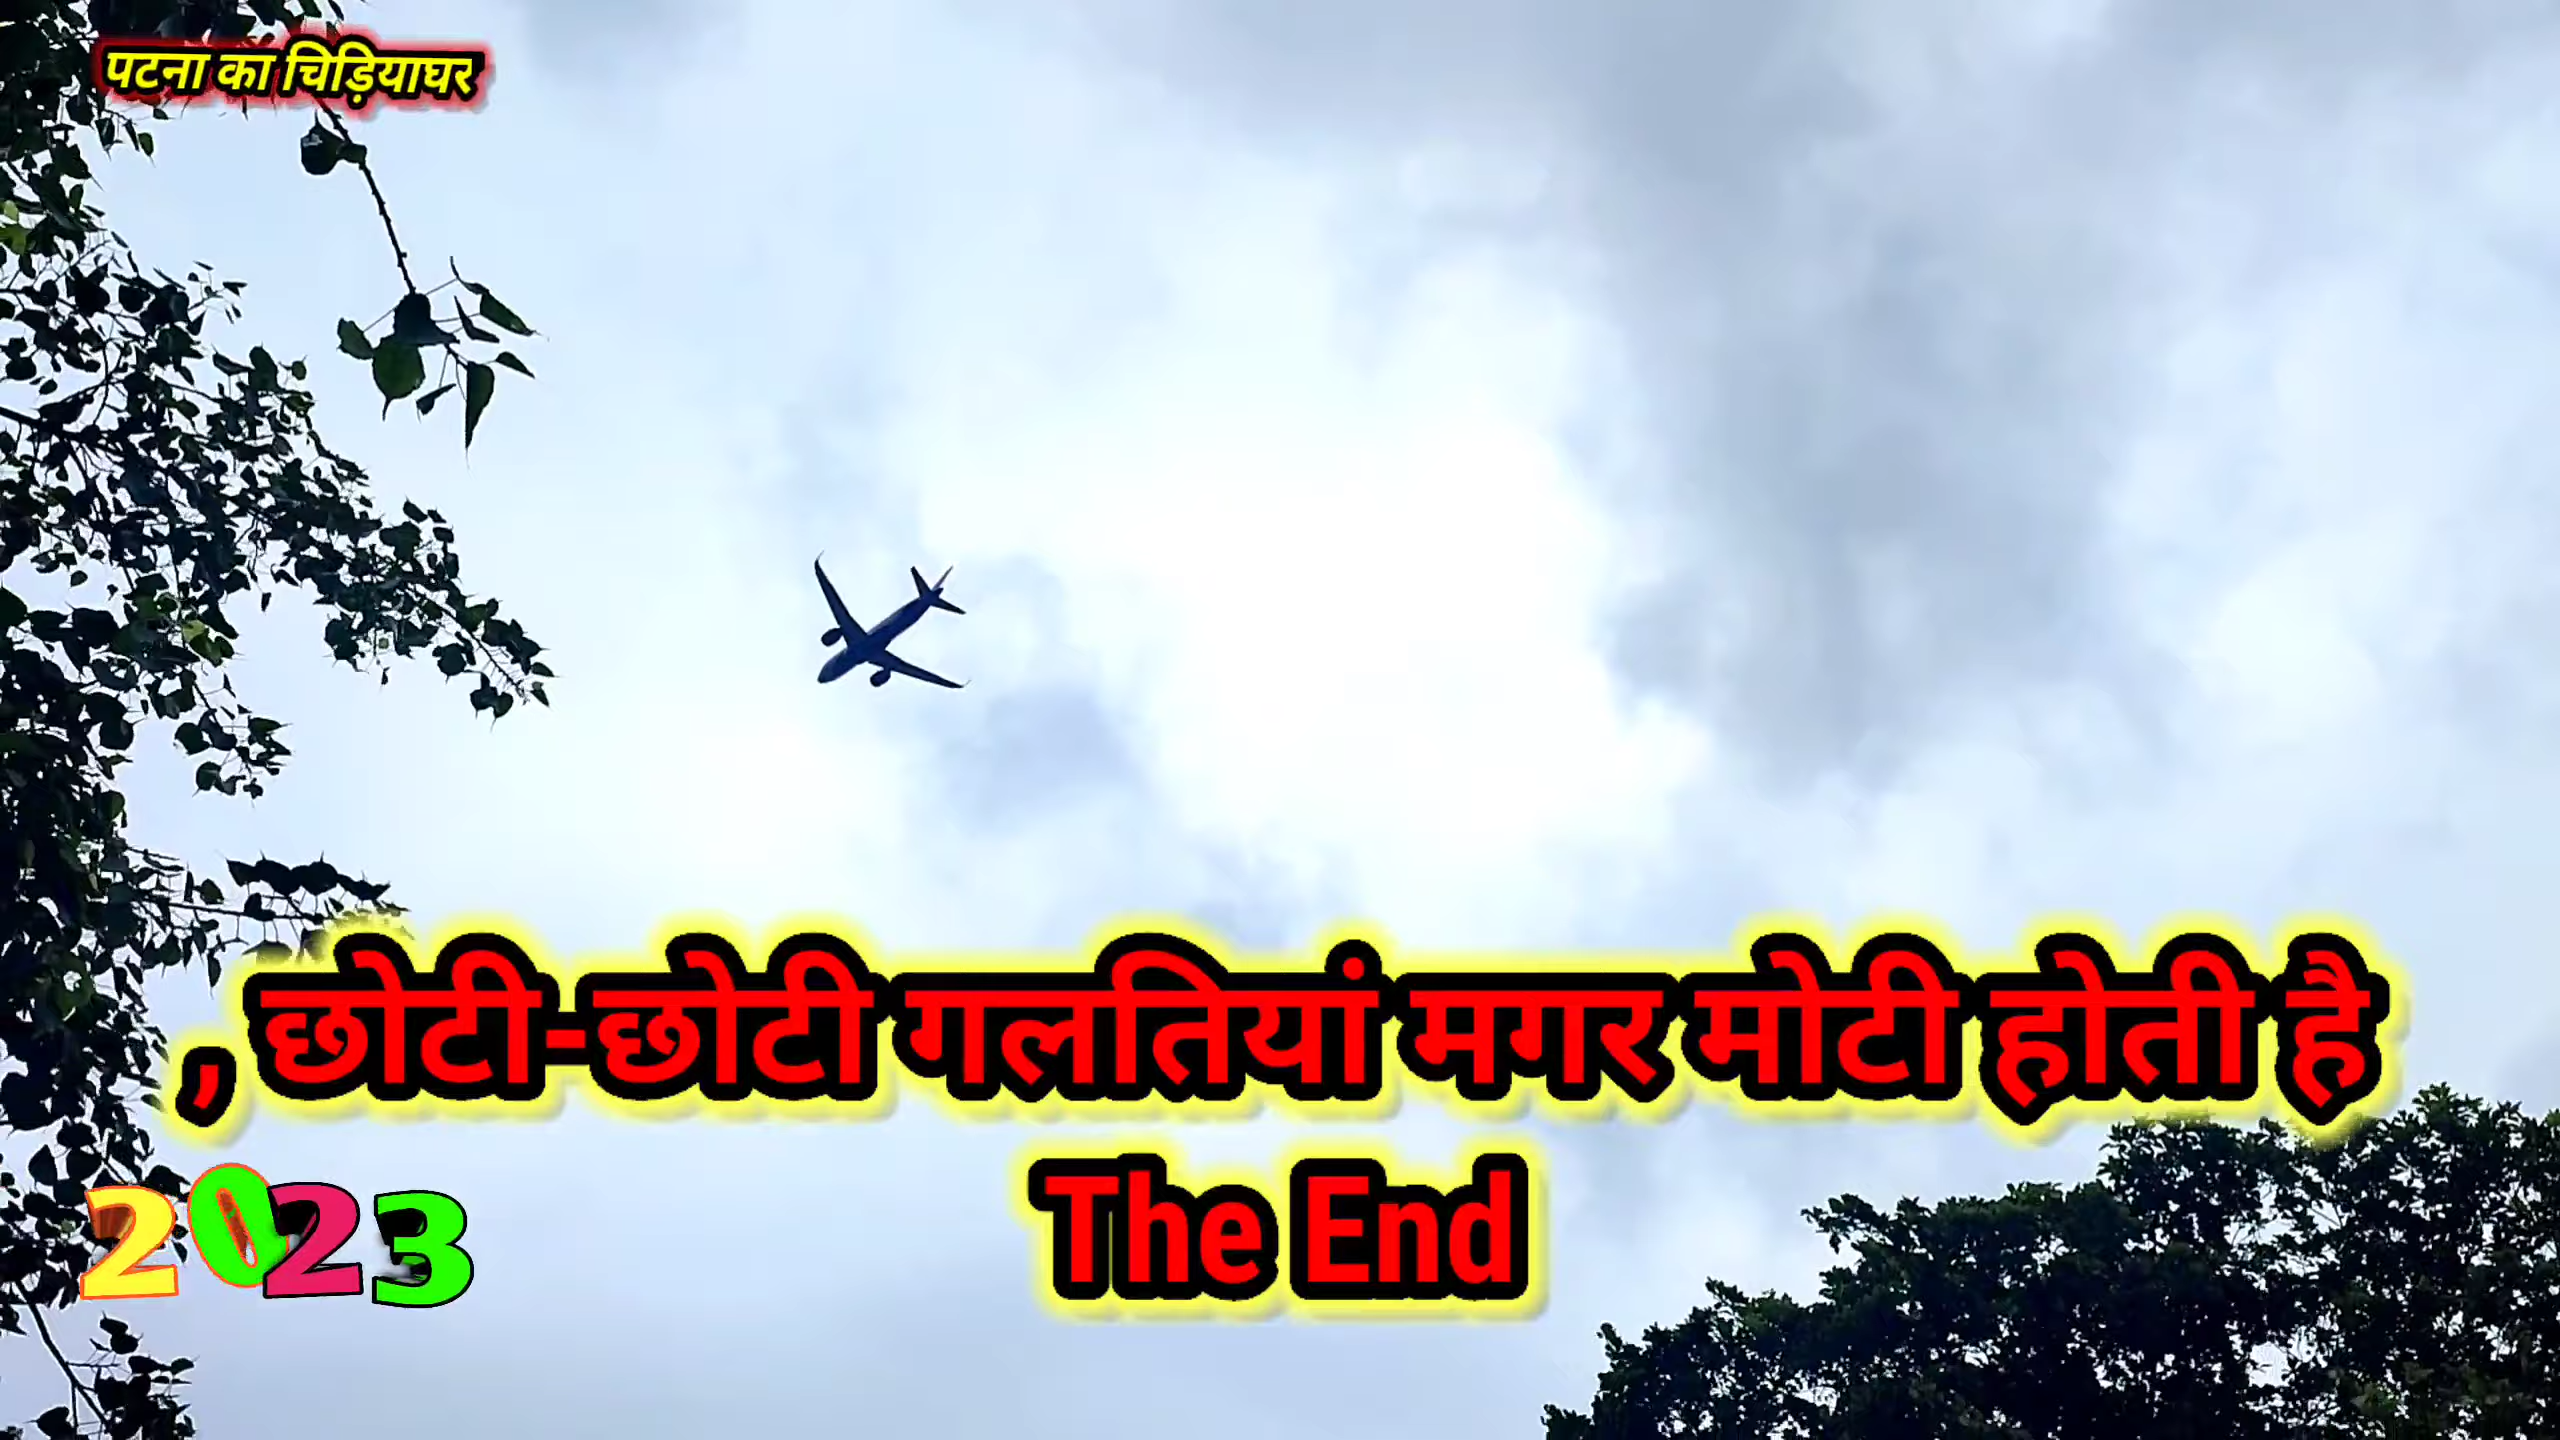 पटना का चिड़ियाघर
, छोटी-छोटी गलतियां मगर मोटी होती है
The End
2023